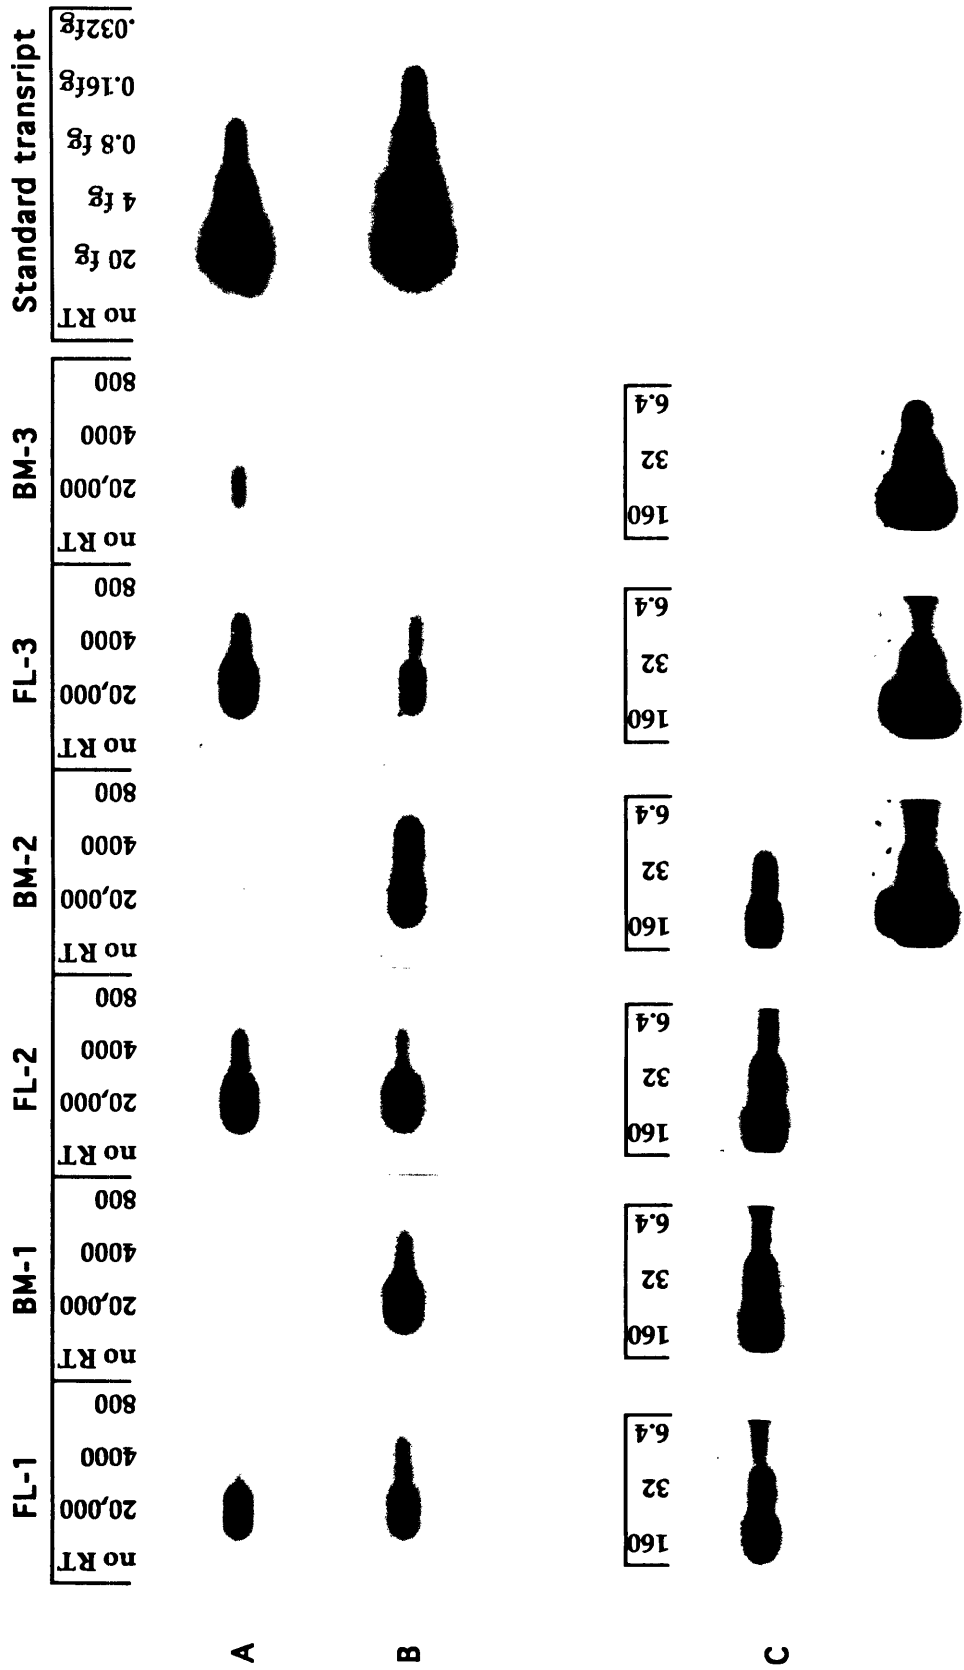 FL-1 BM-1 FL-2 BM-2 FL-3 BM-3 Standard transript
no RT 20,000 4000 800 no RT 20,000 4000 800 no RT 20,000 4000 800 no RT 20,000 4000 800 no RT 20,000 4000 800 no RT 20,000 4000 800 no RT 20 fg 4 fg 0.8 fg 0.16fg .032fg
A
B
160 32 6.4 160 32 6.4 160 32 6.4 160 32 6.4 160 32 6.4 160 32 6.4
C